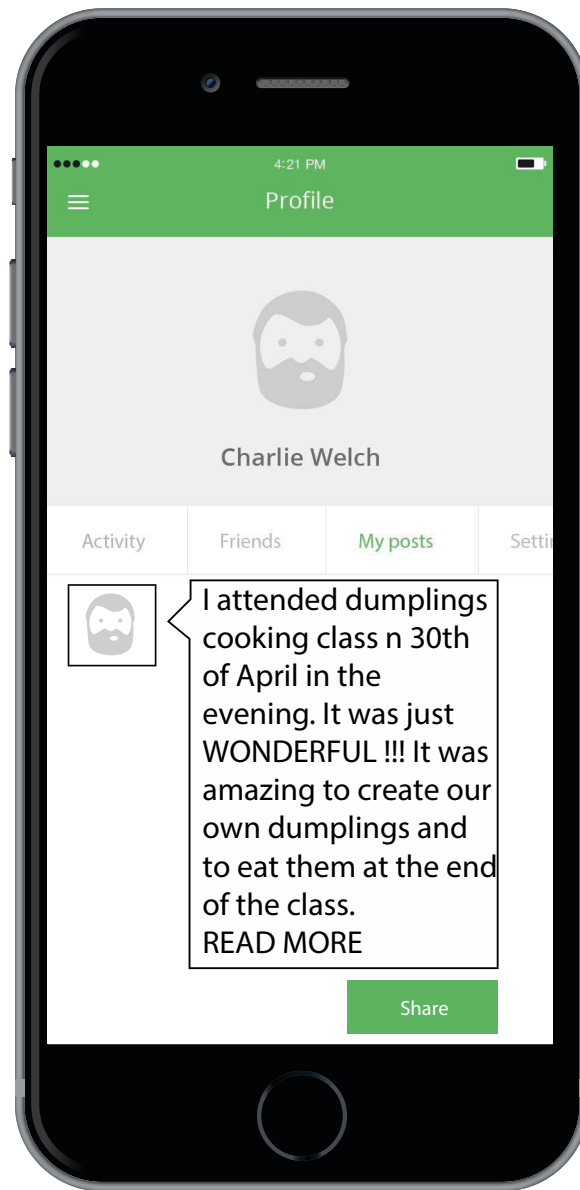 4:21 PM
Profile
Charlie Welch
Activity Friends My posts Settin
I attended dumplings
cooking class n 30th
of April in the
evening. It was just
WONDERFUL !!! It was
amazing to create our
own dumplings and
to eat them at the end
of the class.
READ MORE
Share